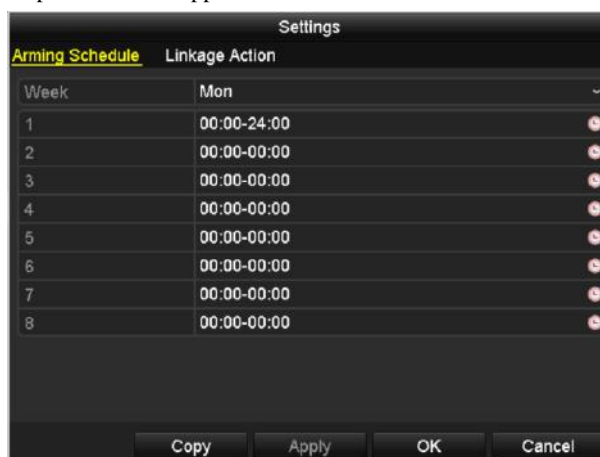 Settings
Arming Schedule Linkage Action
Week Mon
1 00:00-24:00
2 00:00-00:00
3 00:00-00:00
4 00:00-00:00
5 00:00-00:00
6 00:00-00:00
7 00:00-00:00
8 00:00-00:00
Copy Apply OK Cancel